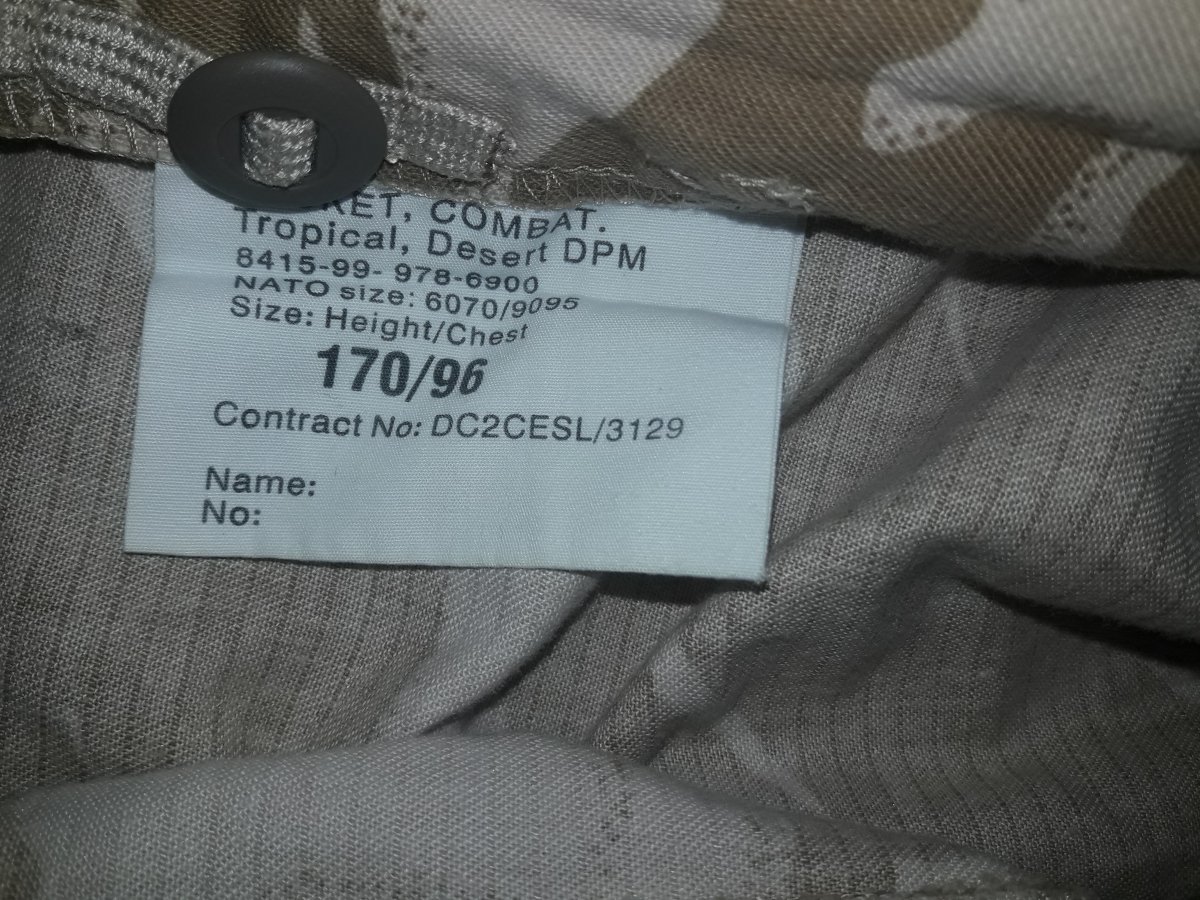 KET, COMBAT.
Tropical, Desert DPM
8415-99- 978-6900
NATO size: 6070/9095
Size: Height/Chest
170/96
Contract No: DC2CESL/3129
Name:
No: